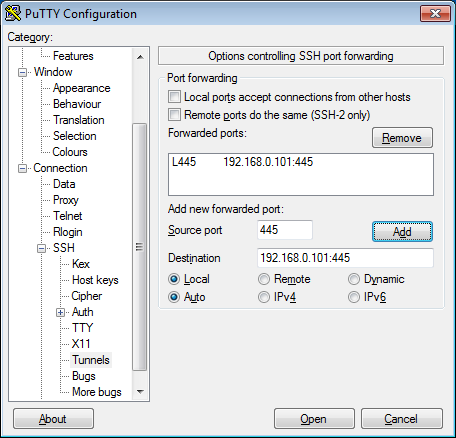 PuTTY Configuration
Category:
Features
Window
Appearance
Behaviour
Translation
Selection
Colours
Connection
Data
Proxy
Telnet
Rlogin
SSH
Kex
Host keys
Cipher
Auth
TTY
X11
Tunnels
Bugs
More bugs
Options controlling SSH port forwarding
Port forwarding
Local ports accept connections from other hosts
Remote ports do the same (SSH-2 only)
Forwarded ports:
Remove
L445 192.168.0.101:445
Add new forwarded port:
Source port 445 Add
Destination 192.168.0.101:445
Local Remote Dynamic
Auto IPv4 IPv6
About Open Cancel